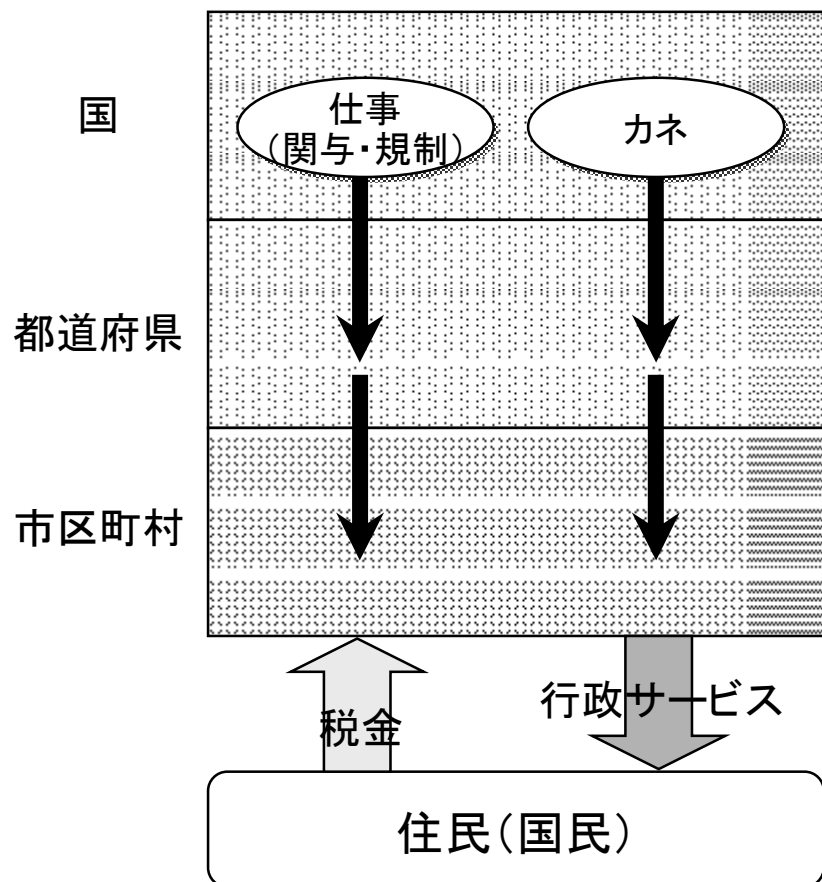 国
仕事
（関与・規制）
カネ
都道府県
市区町村
税金
行政サービス
住民（国民）